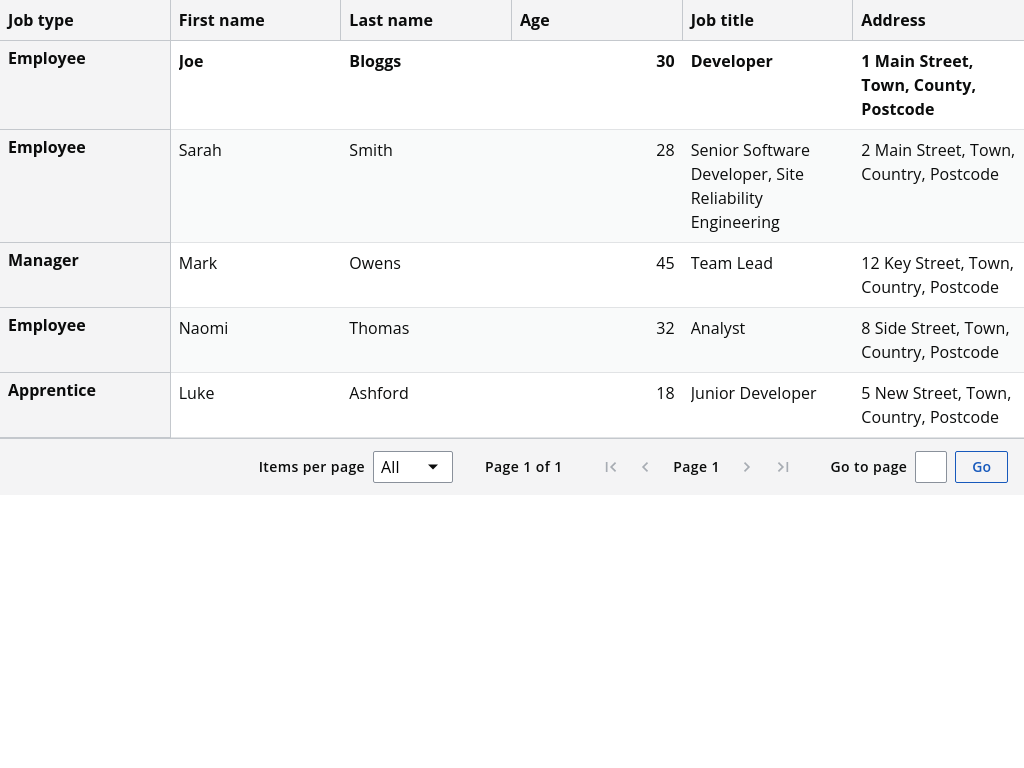 Job type First name Last name Age Job title Address
Employee Joe Bloggs 30 Developer 1 Main Street,
Town, County,
Postcode
Employee Sarah Smith 28 Senior Software 2 Main Street, Town,
Developer, Site Country, Postcode
Reliability
Engineering
Manager Mark Owens 45 Team Lead 12 Key Street, Town,
Country, Postcode
Employee Naomi Thomas 32 Analyst 8 Side Street, Town,
Country, Postcode
Apprentice Luke Ashford 18 Junior Developer 5 New Street, Town,
Country, Postcode
Items per page All Page 1 of 1 Page 1 Go to page Go